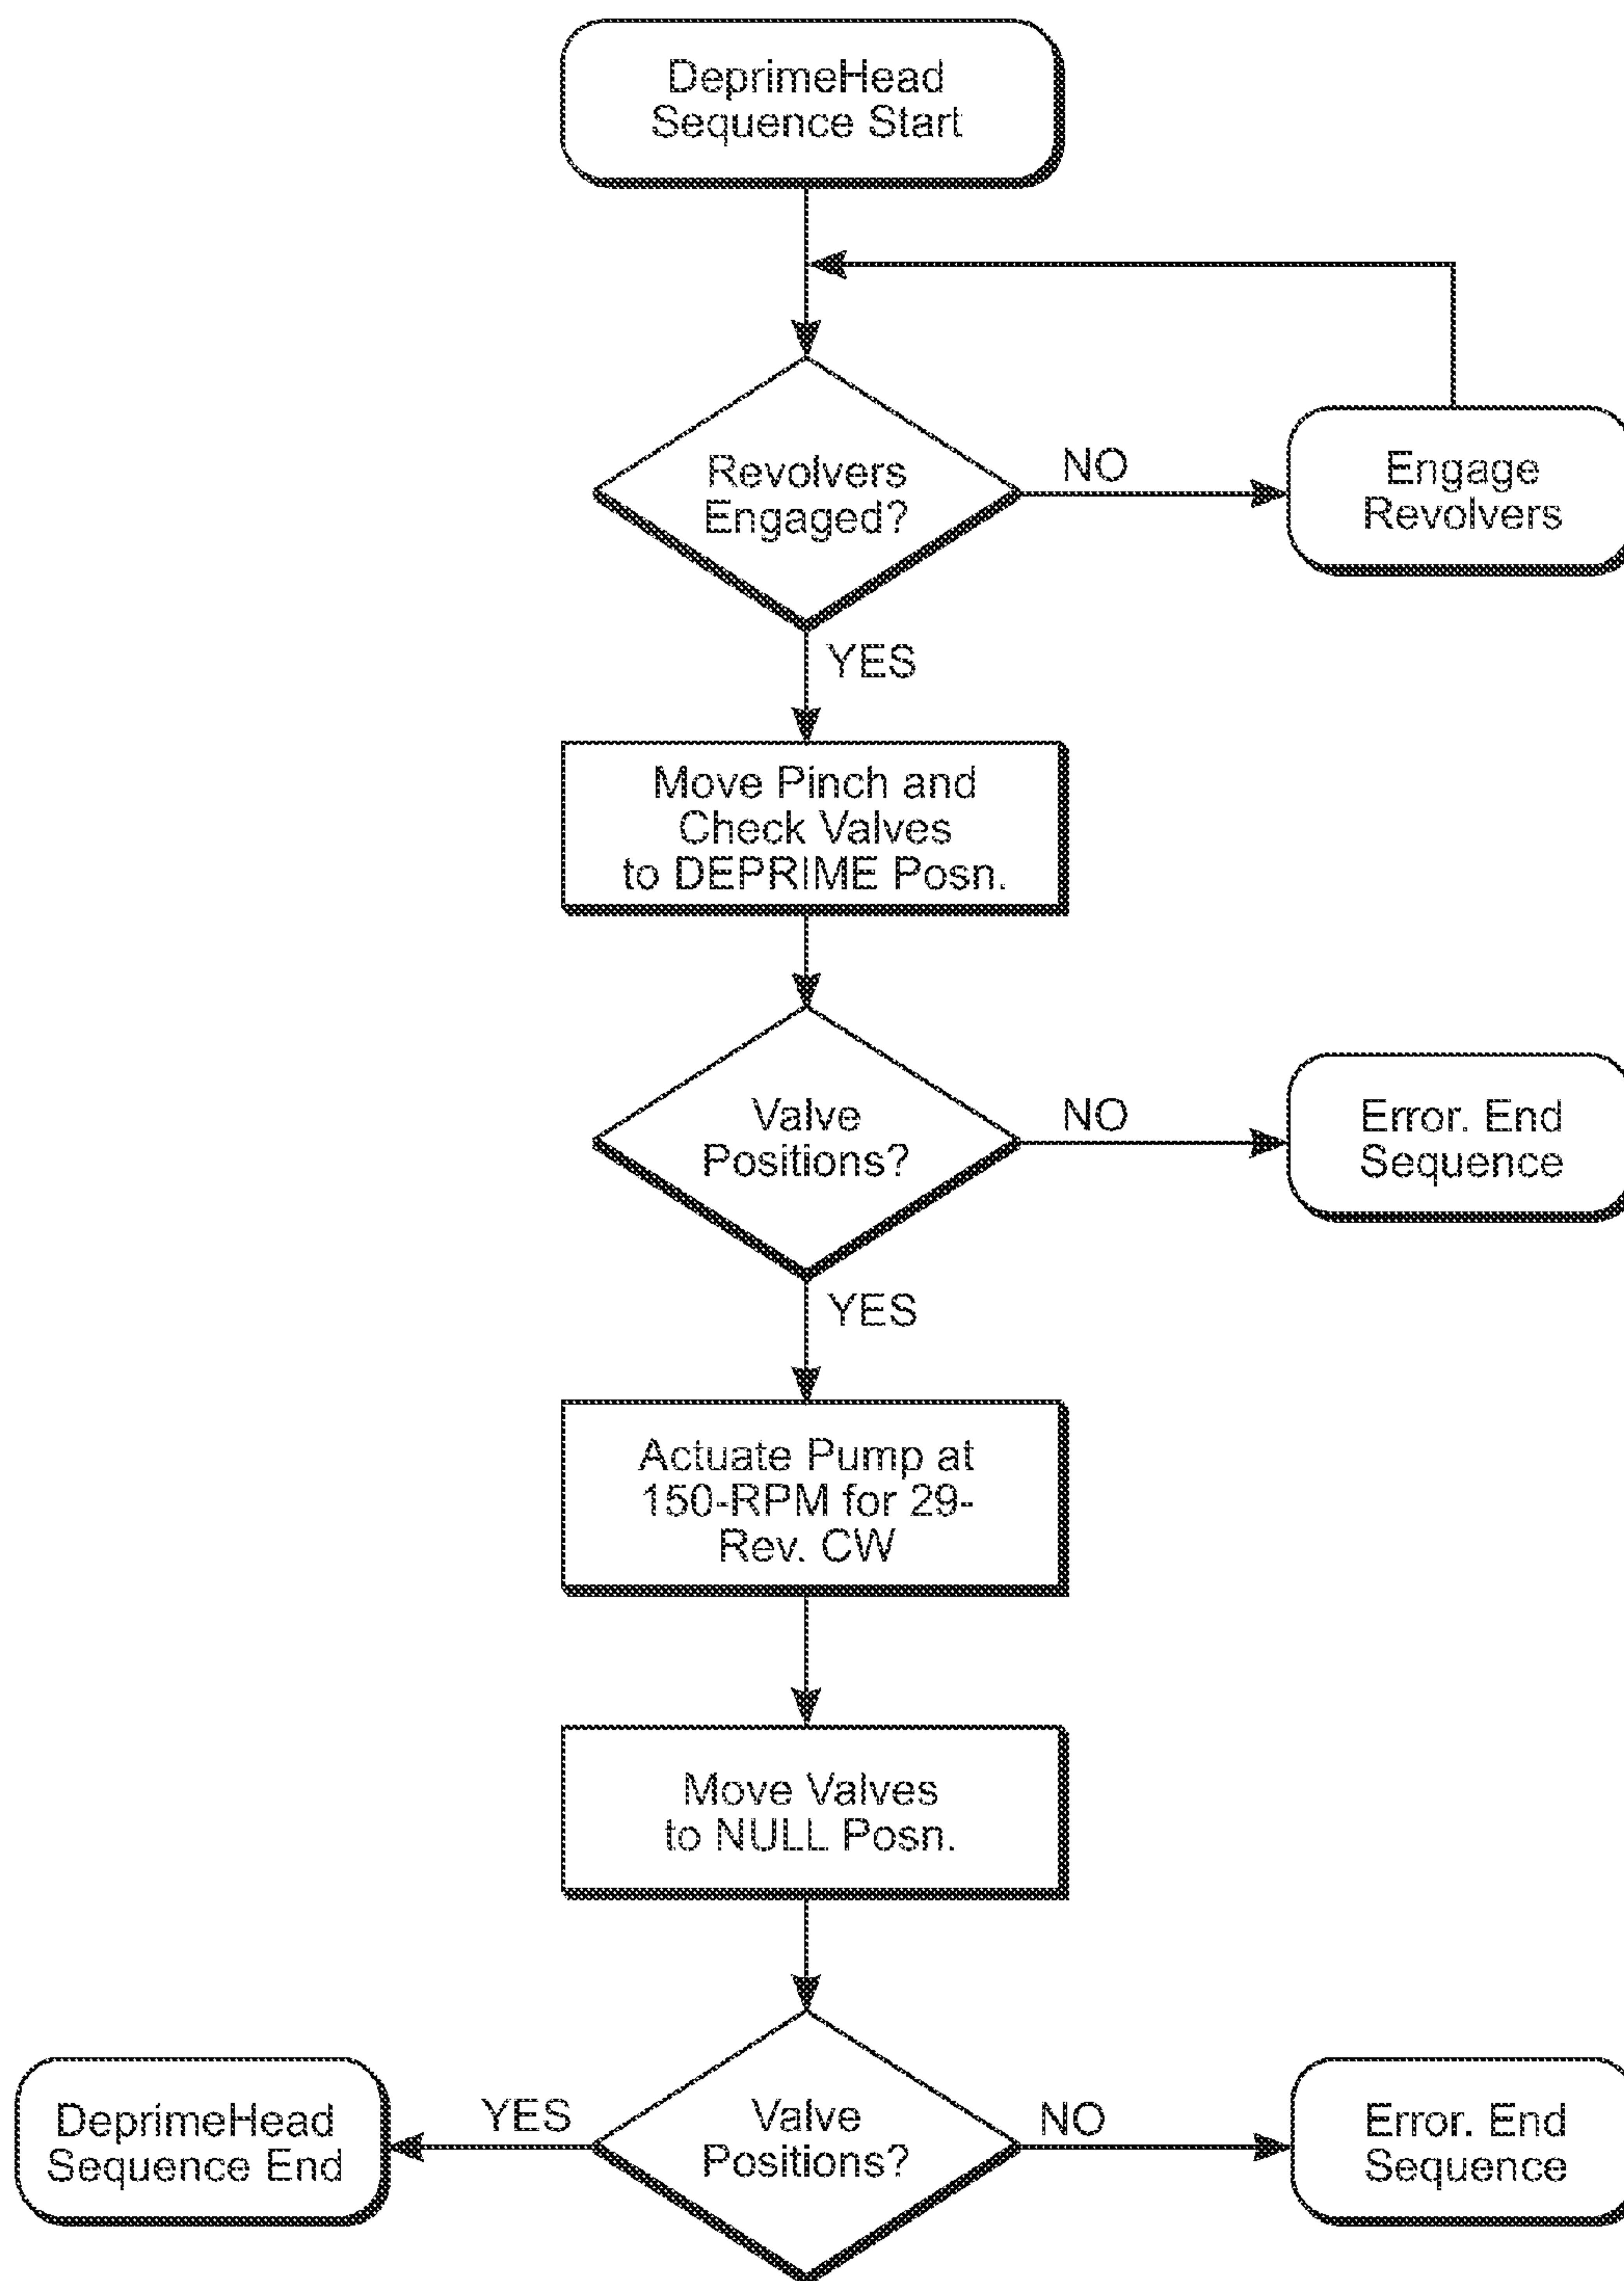 DeprimeHead
Sequence Start
Revolvers
Engaged?
NO
Engage
Revolvers
YES
Move Pinch and
Check Valves
to DEPRIME Posn.
Valve
Positions?
NO
Error. End
Sequence
YES
Actuate Pump at
150-RPM for 29-
Rev. CW
Move Valves
to NULL Posn.
DeprimeHead
Sequence End
YES
Valve
Positions?
NO
Error. End
Sequence